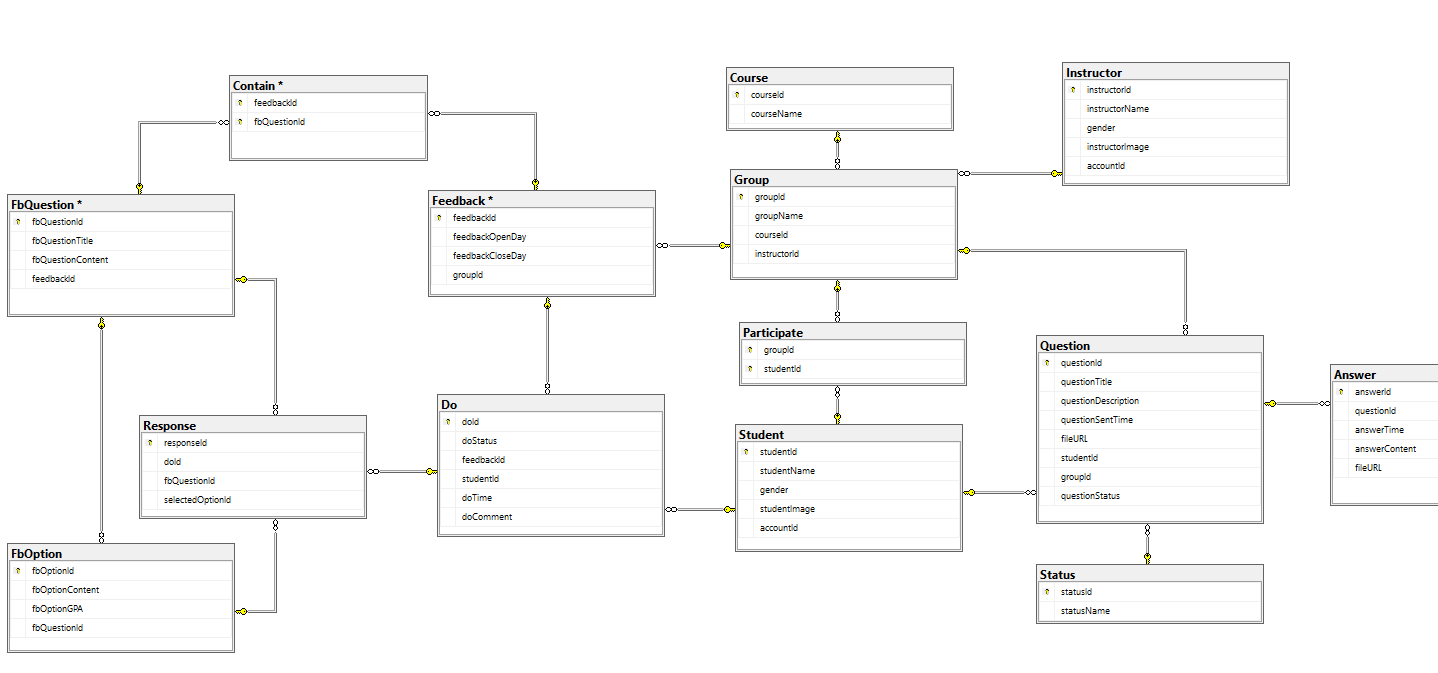 Contain *
feedbackId
fbQuestionId
Course
courseId
courseName
Instructor
instructorId
instructorName
gender
instructorImage
accountId
FbQuestion *
fbQuestionId
fbQuestionTitle
fbQuestionContent
feedbackId
Feedback *
feedbackId
feedbackOpenDay
feedbackCloseDay
groupId
Group
groupId
groupName
courseId
instructorId
Participate
groupId
studentId
Question
questionId
questionTitle
questionDescription
questionSentTime
fileURL
studentId
groupId
questionStatus
Answer
answerId
questionId
answerTime
answerContent
fileURL
Response
responseId
doId
fbQuestionId
selectedOptionId
Do
doId
doStatus
feedbackId
studentId
doTime
doComment
Student
studentId
studentName
gender
studentImage
accountId
FbOption
fbOptionId
fbOptionContent
fbOptionGPA
fbQuestionId
Status
statusId
statusName